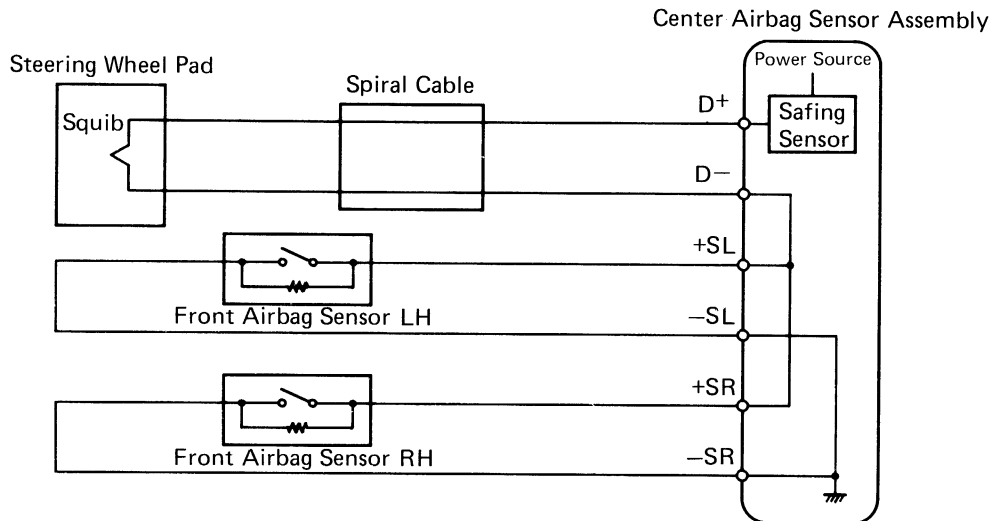 Center Airbag Sensor Assembly
Steering Wheel Pad
Power Source
Spiral Cable
D+
Safing
Sensor
Squib
D−
+SL
Front Airbag Sensor LH
−SL
+SR
Front Airbag Sensor RH
−SR